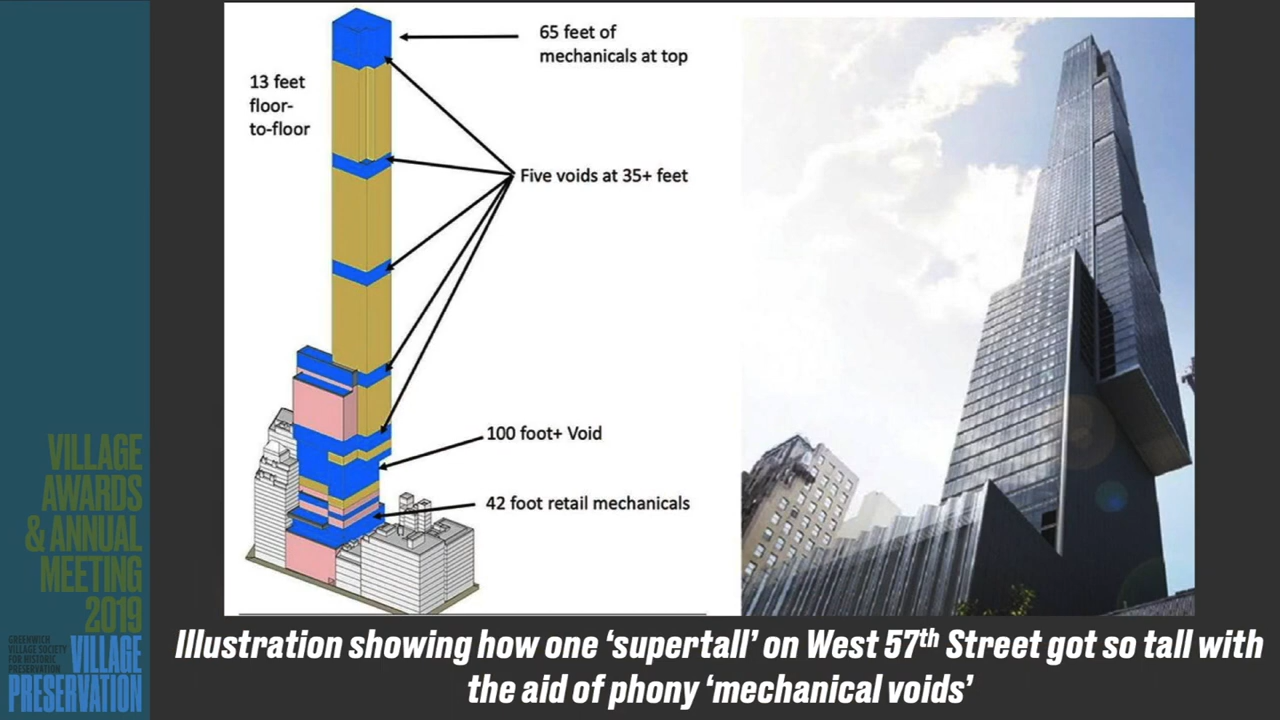 65 feet of
mechanicals at top
13 feet
floor-
to-floor
Five voids at 35+ feet
100 foot+ Void
42 foot retail mechanicals
VILLAGE
AWARDS
& ANNUAL
MEETING
2019
GREENWICH
VILLAGE SOCIETY
FOR HISTORIC
PRESERVATION
VILLAGE
PRESERVATION
Illustration showing how one ‘supertall’ on West 57th Street got so tall with
the aid of phony ‘mechanical voids’